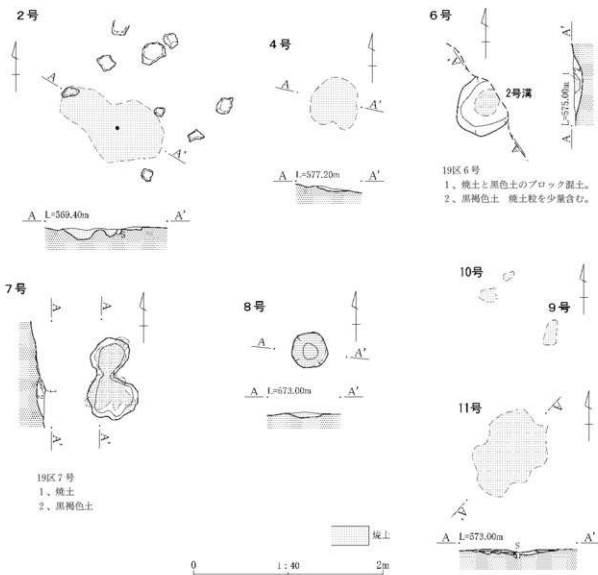 2号
A
A'
A L=569.40m A'
S
4号
A
A'
A L=577.20m A'
6号
2号溝
A'
L=575.00m
A
1
19区6号
1、焼土と黒色土のブロック混土。
2、黒褐色土 焼土粒を少量含む。
7号
A
A'
A
A'
19区7号
1、焼土
2、黒褐色土
8号
A
A'
A L=673.00m A'
10号
9号
11号
A L=573.00m A'
S
焼土
0 1:40 2m